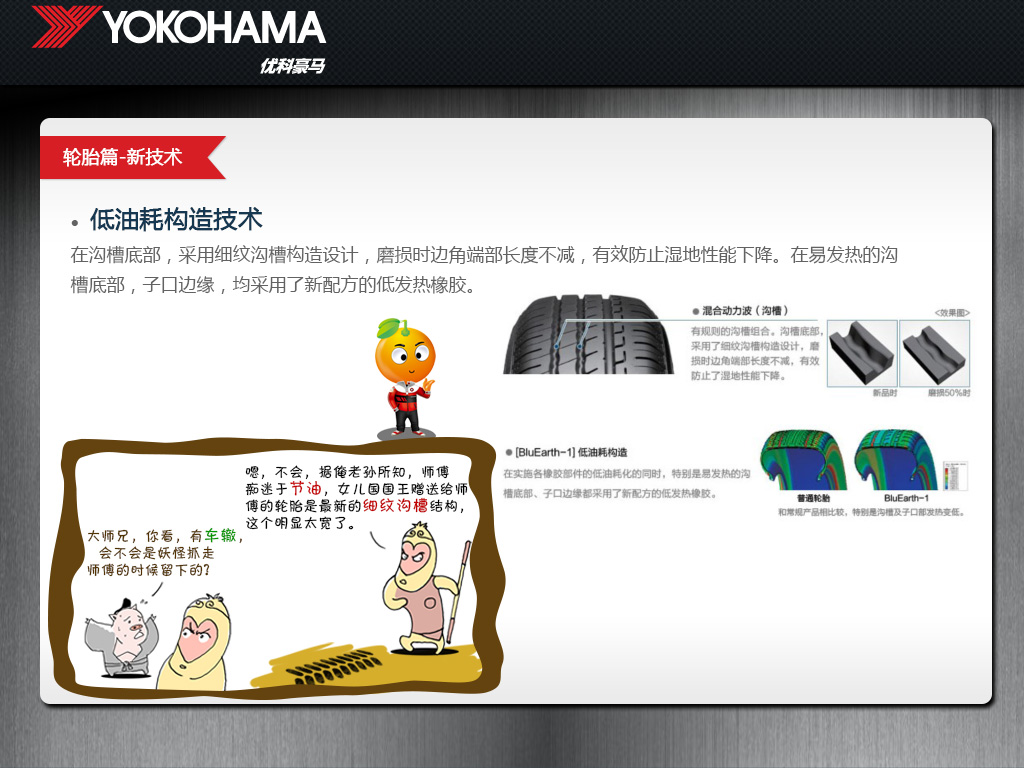 YOKOHAMA
优科豪马
轮胎篇-新技术
• 低油耗构造技术
在沟槽底部，采用细纹沟槽构造设计，磨损时边角端部长度不减，有效防止湿地性能下降。在易发热的沟
槽底部，子口边缘，均采用了新配方的低发热橡胶。
● 混合动力波（沟槽）
<效果图>
有规则的沟槽组合。沟槽底部，
采用了细纹沟槽构造设计，磨
损时边角端部长度不减，有效
防止了湿地性能下降。
新品时
磨损50%时
● [BluEarth-1] 低油耗构造
在实施各橡胶部件的低油耗化的同时，特别是易发热的沟
槽底部、子口边缘都采用了新配方的低发热橡胶。
普通轮胎
BluEarth-1
和常规产品相比较，特别是沟槽及子口部发热变低。
嗯，不会，据俺老孙所知，师傅
痴迷于节油，女儿国国王赠送给师
傅的轮胎是最新的细纹沟槽结构，
这个明显太宽了。
大师兄，你看，有车辙，
会不会是妖怪抓走
师傅的时候留下的？